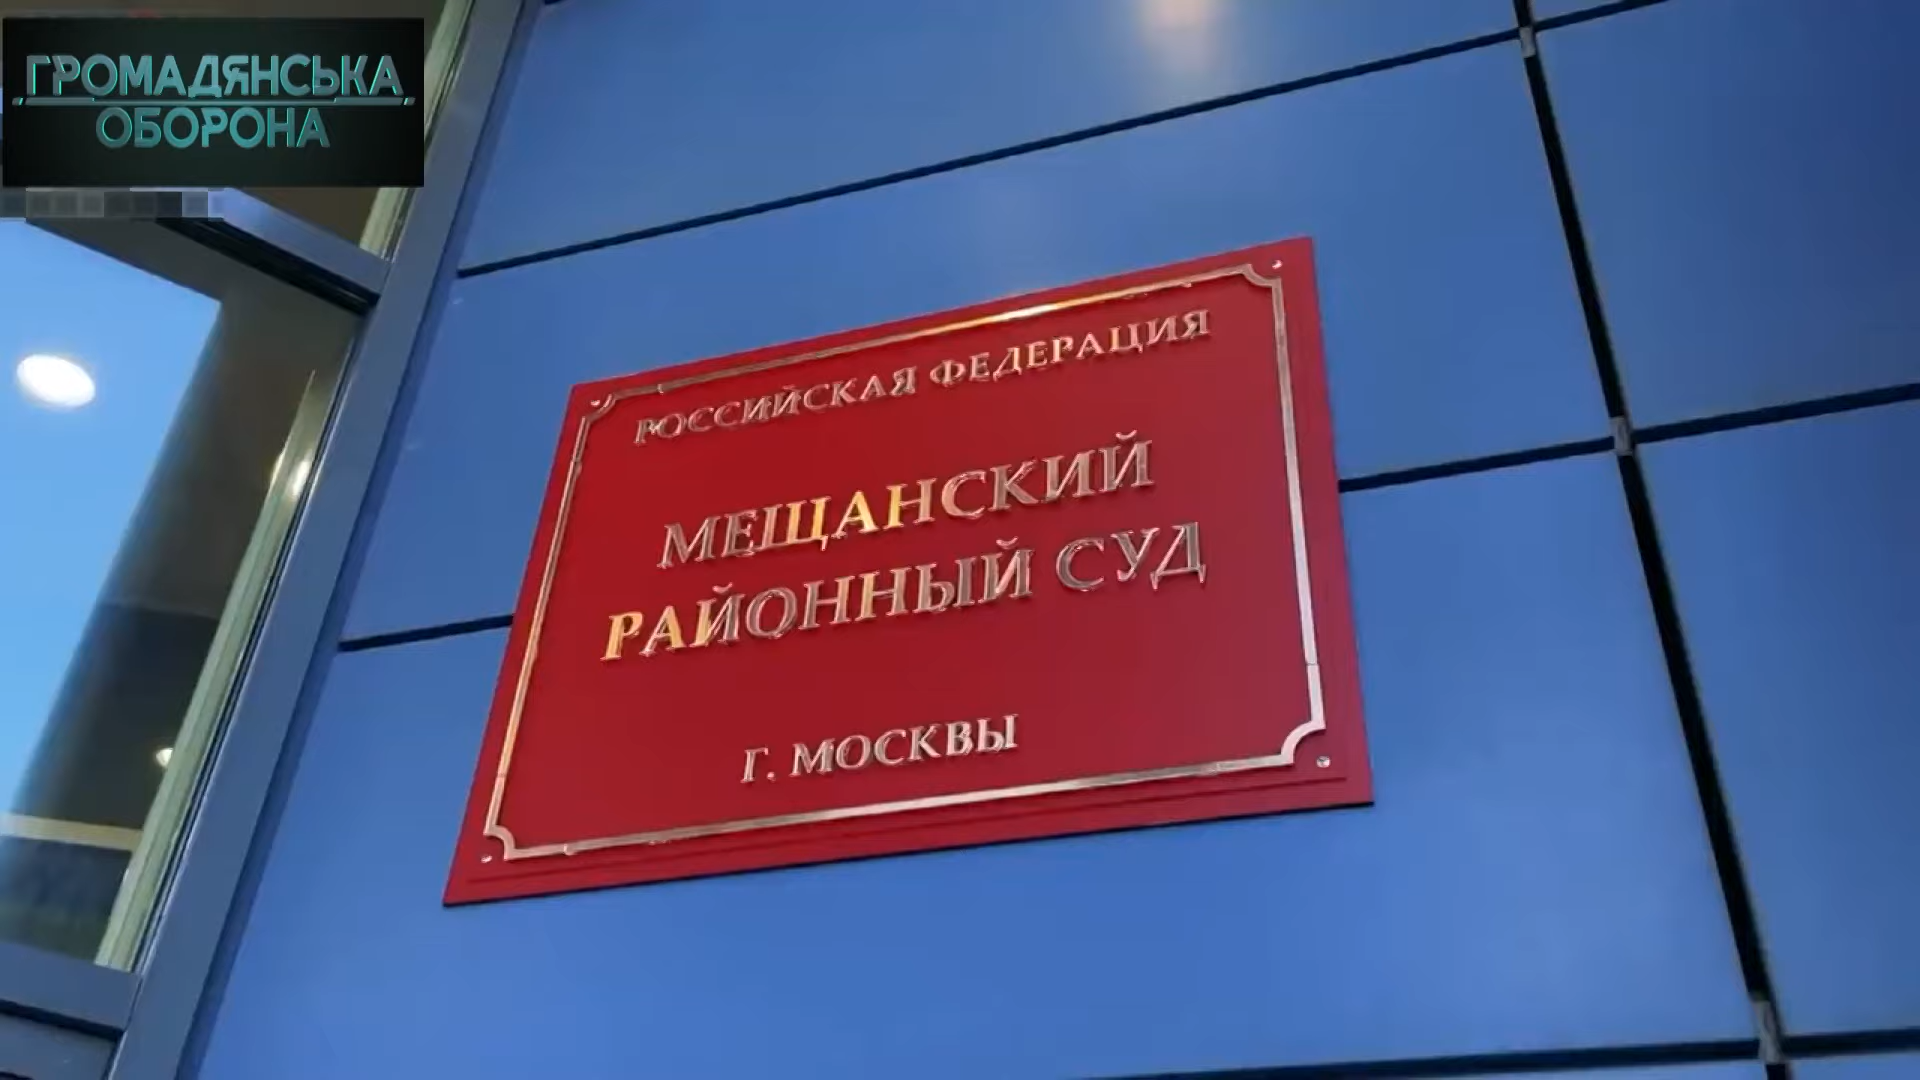 ГРОМАДЯНСЬКА
ОБОРОНА
РОССИЙСКАЯ ФЕДЕРАЦИЯ
МЕЩАНСКИЙ
РАЙОННЫЙ СУД
Г. МОСКВЫ